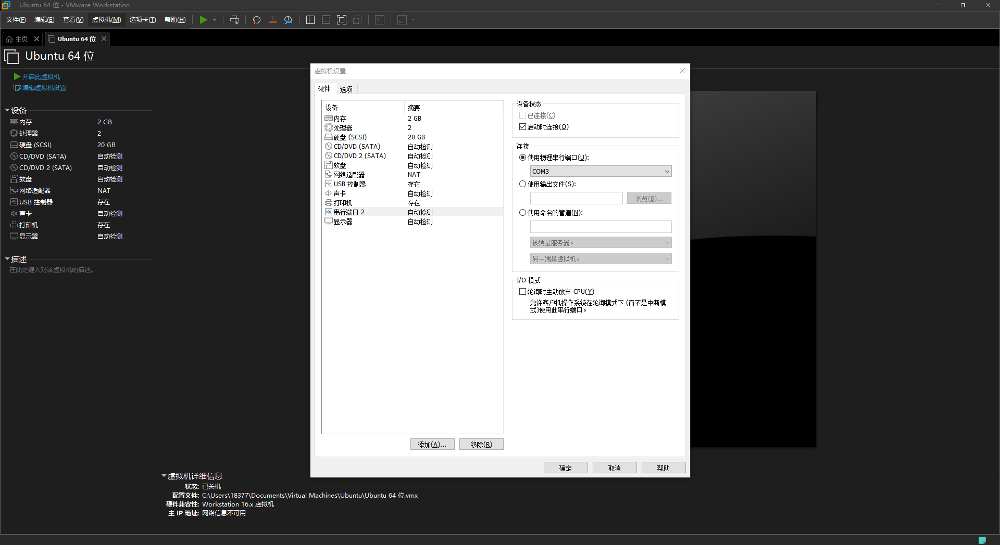 Ubuntu 64 位 - VMware Workstation
文件(F) 编辑(E) 查看(V) 虚拟机(M) 选项卡(T) 帮助(H)
主页 Ubuntu 64 位
Ubuntu 64 位
开启此虚拟机
编辑虚拟机设置
设备
内存 2 GB
处理器 2
硬盘 (SCSI) 20 GB
CD/DVD (SATA) 自动检测
CD/DVD 2 (SATA) 自动检测
软盘 自动检测
网络适配器 NAT
USB 控制器 存在
声卡 自动检测
打印机 存在
显示器 自动检测
描述
在此处键入对该虚拟机的描述。
虚拟机设置
硬件 选项
设备 摘要
内存 2 GB
处理器 2
硬盘 (SCSI) 20 GB
CD/DVD (SATA) 自动检测
CD/DVD 2 (SATA) 自动检测
软盘 自动检测
网络适配器 NAT
USB 控制器 存在
声卡 自动检测
打印机 存在
串行端口 2 自动检测
显示器 自动检测
添加(A)... 移除(R)
设备状态
已连接(C)
启动时连接(O)
连接
使用物理串行端口(U):
COM3
使用输出文件(S):
浏览(B)...
使用命名的管道(N):
该端是服务器。
另一端是虚拟机。
I/O 模式
轮询时主动放弃 CPU(Y)
允许客户机操作系统在轮询模式下 (而不是中断模
式)使用此串行端口。
确定 取消 帮助
虚拟机详细信息
状态: 已关机
配置文件: C:\Users\18377\Documents\Virtual Machines\Ubuntu\Ubuntu 64 位.vmx
硬件兼容性: Workstation 16.x 虚拟机
主 IP 地址: 网络信息不可用